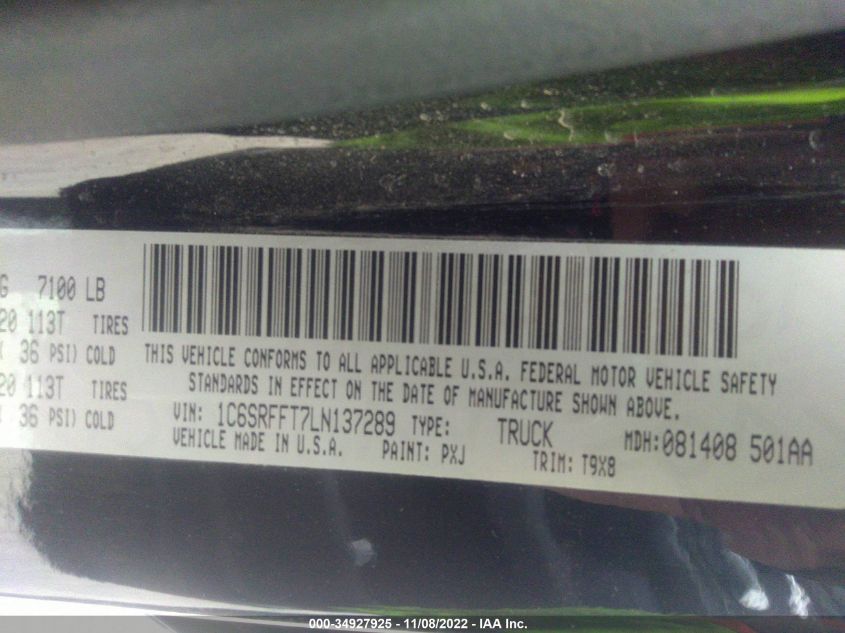 G 7100 LB
20 113T TIRES
( 36 PSI) COLD
20 113T TIRES
( 36 PSI) COLD
THIS VEHICLE CONFORMS TO ALL APPLICABLE U.S.A. FEDERAL MOTOR VEHICLE SAFETY
STANDARDS IN EFFECT ON THE DATE OF MANUFACTURE SHOWN ABOVE.
VIN: 1C6SRFFT7LN137289 TYPE: TRUCK MDH:081408 501AA
VEHICLE MADE IN U.S.A. PAINT: PXJ TRIM: T9X8
000-34927925 - 11/08/2022 - IAA Inc.